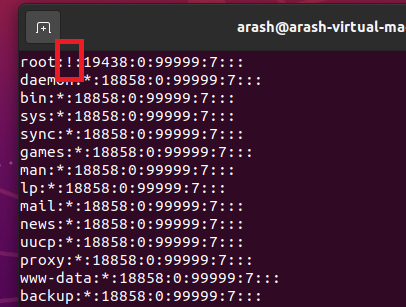 arash@arash-virtual-ma
root:!:19438:0:99999:7:::
daemon:*:18858:0:99999:7:::
bin:*:18858:0:99999:7:::
sys:*:18858:0:99999:7:::
sync:*:18858:0:99999:7:::
games:*:18858:0:99999:7:::
man:*:18858:0:99999:7:::
lp:*:18858:0:99999:7:::
mail:*:18858:0:99999:7:::
news:*:18858:0:99999:7:::
uucp:*:18858:0:99999:7:::
proxy:*:18858:0:99999:7:::
www-data:*:18858:0:99999:7:::
backup:*:18858:0:99999:7:::